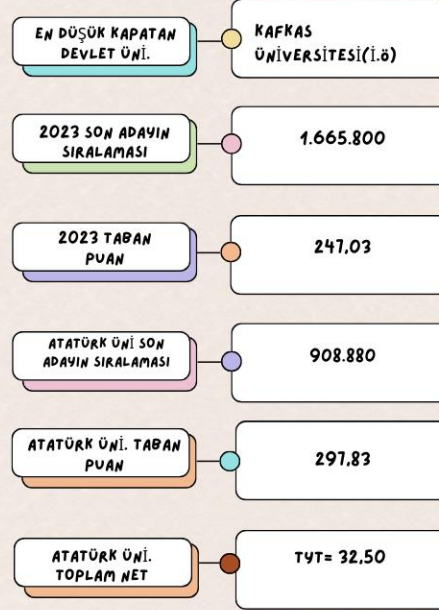 EN DÜŞÜK KAPATAN
DEVLET ÜNİ.
KAFKAS
ÜNİVERSİTESİ(İ.Ö)
2023 SON ADAYIN
SIRALAMASI
1.665.800
2023 TABAN
PUAN
247,03
ATATÜRK ÜNİ SON
ADAYIN SIRALAMASI
908.880
ATATÜRK ÜNİ. TABAN
PUAN
297,83
ATATÜRK ÜNİ.
TOPLAM NET
TYT= 32,50